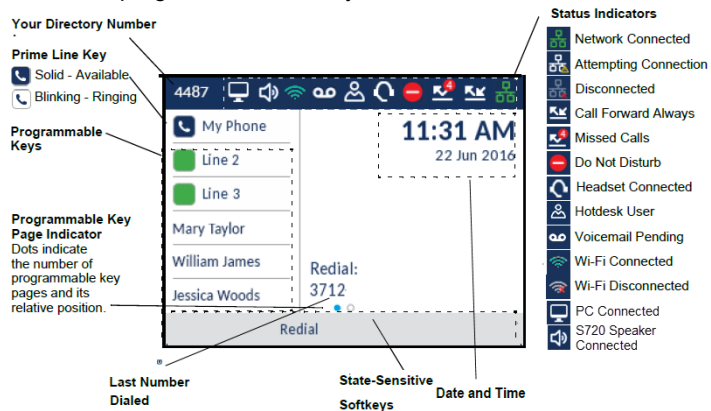 Your Directory Number
Prime Line Key
Solid - Available
Blinking - Ringing
Programmable
Keys
Programmable Key
Page Indicator
Dots indicate
the number of
programmable key
pages and its
relative position.
4487
4
My Phone
Line 2
Line 3
Mary Taylor
William James
Jessica Woods
11:31 AM
22 Jun 2016
Redial:
3712
Redial
Last Number
Dialed
State-Sensitive
Softkeys
Date and Time
Status Indicators
Network Connected
Attempting Connection
Disconnected
Call Forward Always
4
Missed Calls
Do Not Disturb
Headset Connected
Hotdesk User
Voicemail Pending
Wi-Fi Connected
Wi-Fi Disconnected
PC Connected
S720 Speaker
Connected